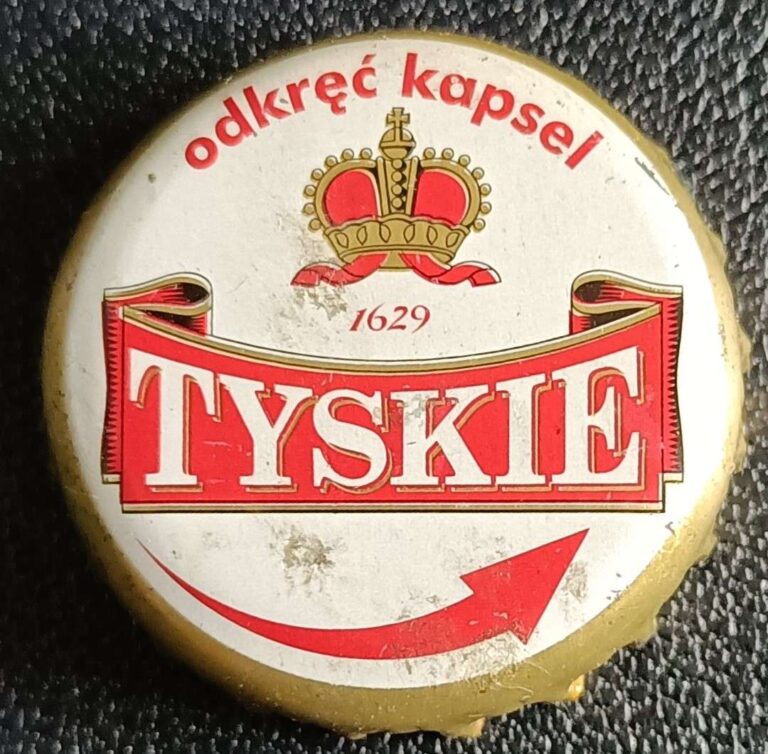 odkręć kapsel
1629
TYSKIE